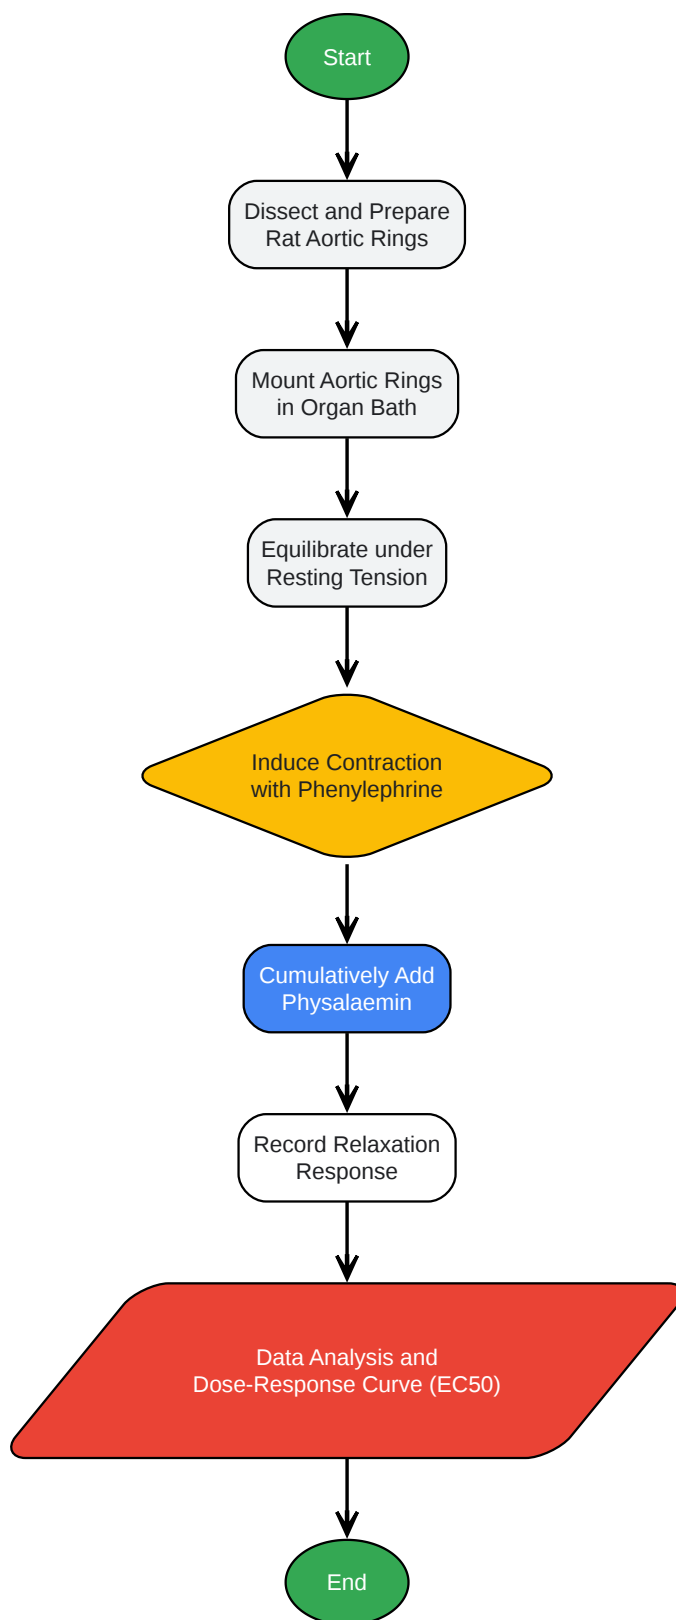 Start
Dissect and Prepare
Rat Aortic Rings
Mount Aortic Rings
in Organ Bath
Equilibrate under
Resting Tension
Induce Contraction
with Phenylephrine
Cumulatively Add
Physalaemin
Record Relaxation
Response
Data Analysis and
Dose-Response Curve (EC50)
End